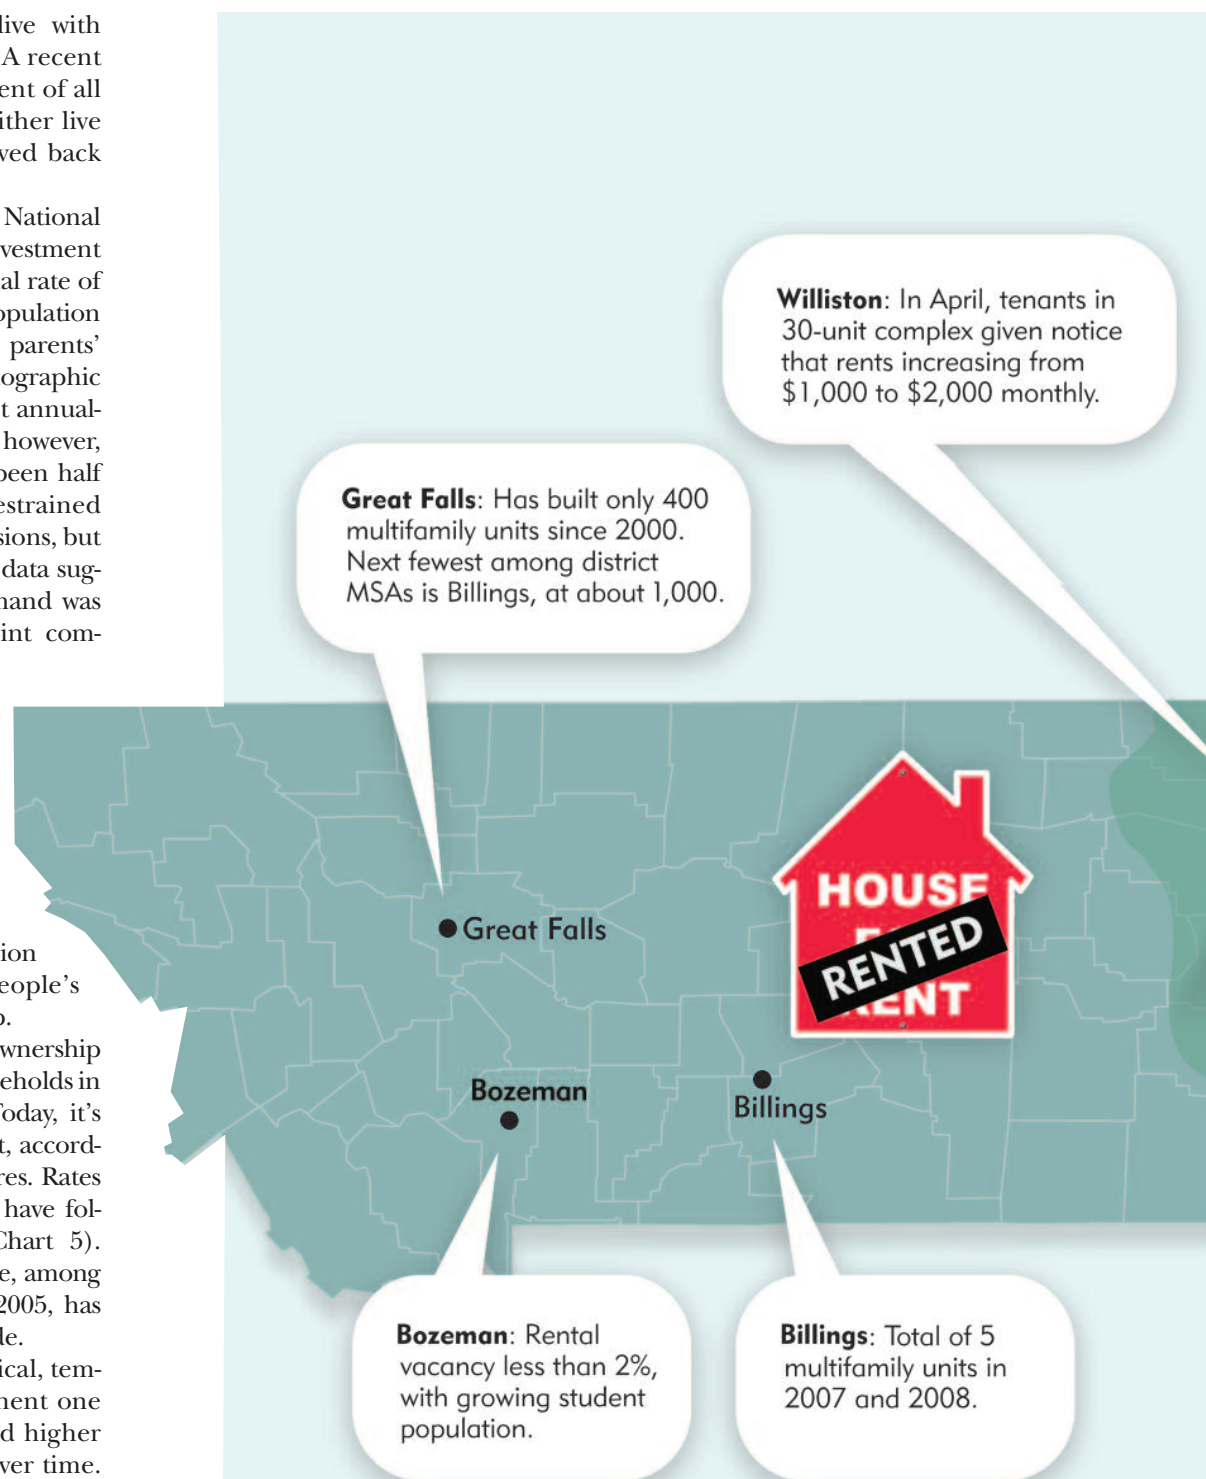 live with
A recent
ent of all
ither live
ved back
National
vestment
al rate of
opulation
parents'
ographic
t annual-
however,
been half
estrained
sions, but
data sug-
mand was
int com-
tion
eople's
o.
wnership
eholds in
Today, it's
t, accord-
res. Rates
have fol-
Chart 5).
e, among
2005, has
de.
ical, tem-
ment one
d higher
ver time.
Williston: In April, tenants in
30-unit complex given notice
that rents increasing from
$1,000 to $2,000 monthly.
Great Falls: Has built only 400
multifamily units since 2000.
Next fewest among district
MSAs is Billings, at about 1,000.
HOUSE
RENTED
RENT
Great Falls
Bozeman
Billings
Bozeman: Rental
vacancy less than 2%,
with growing student
population.
Billings: Total of 5
multifamily units in
2007 and 2008.